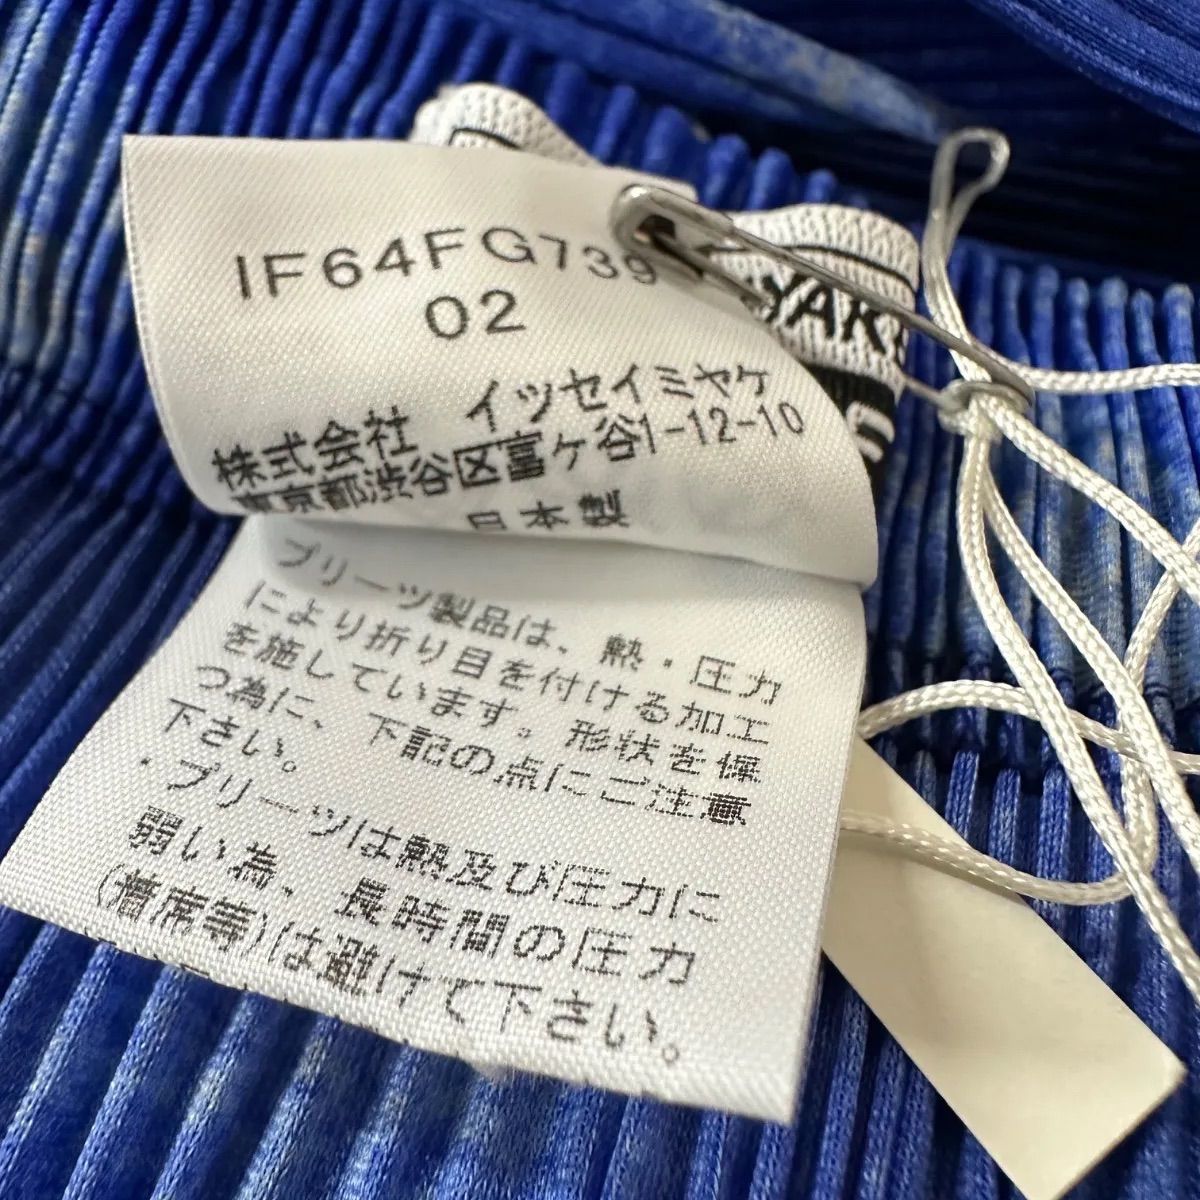 IF64FG739
02
株式会社 イッセイミヤケ
東京都渋谷区富ヶ谷1-12-10
日本製
プリーツ製品は、熱・圧力
により折り目を付ける加工
を施しています。形状を保
つ為に、下記の点にご注意
下さい。
・プリーツは熱及び圧力に
弱い為、長時間の圧力
(着席等)は避けて下さい。
YAKE